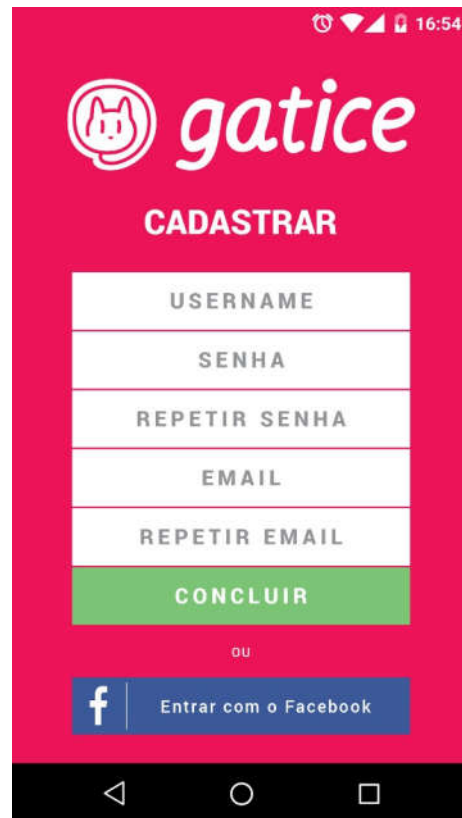 16:54
gatice
CADASTRAR
USERNAME
SENHA
REPETIR SENHA
EMAIL
REPETIR EMAIL
CONCLUIR
ou
f Entrar com o Facebook